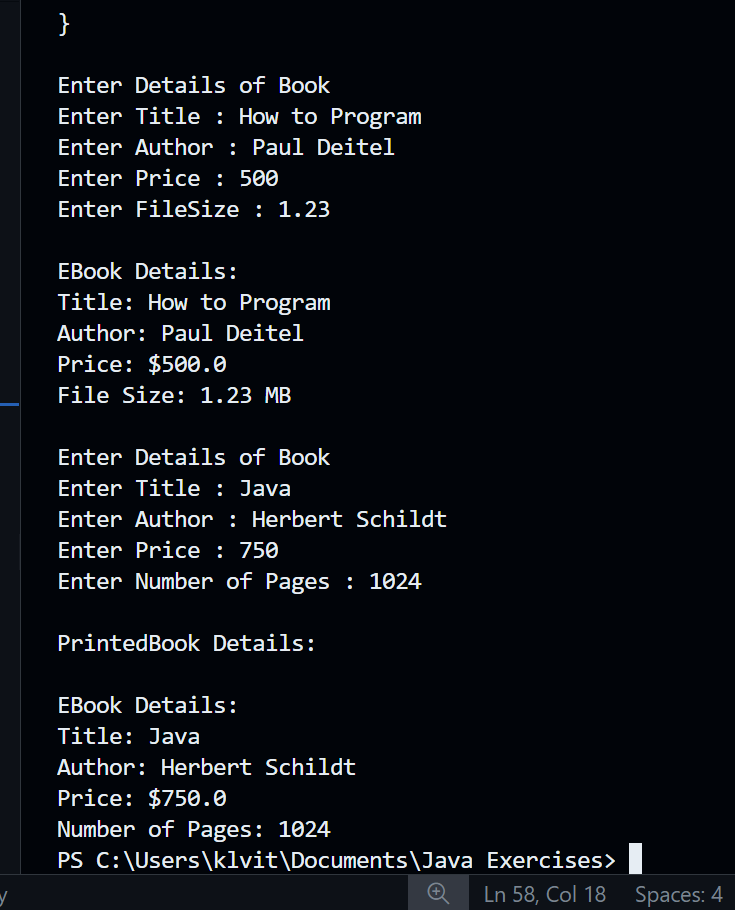 }
Enter Details of Book
Enter Title : How to Program
Enter Author : Paul Deitel
Enter Price : 500
Enter FileSize : 1.23
EBook Details:
Title: How to Program
Author: Paul Deitel
Price: $500.0
File Size: 1.23 MB
Enter Details of Book
Enter Title : Java
Enter Author : Herbert Schildt
Enter Price : 750
Enter Number of Pages : 1024
PrintedBook Details:
EBook Details:
Title: Java
Author: Herbert Schildt
Price: $750.0
Number of Pages: 1024
PS C:\Users\klvit\Documents\Java Exercises>
Ln 58, Col 18 Spaces: 4